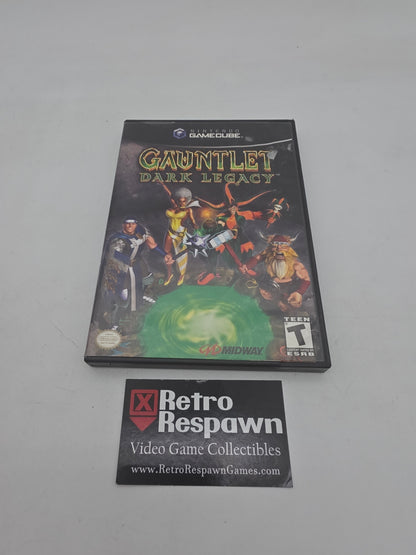 NINTENDO
GAMECUBE
GAUNTLET
DARK LEGACY
TEEN
T
ESRB
MIDWAY
Retro
Respawn
Video Game Collectibles
www.RetroRespawnGames.com